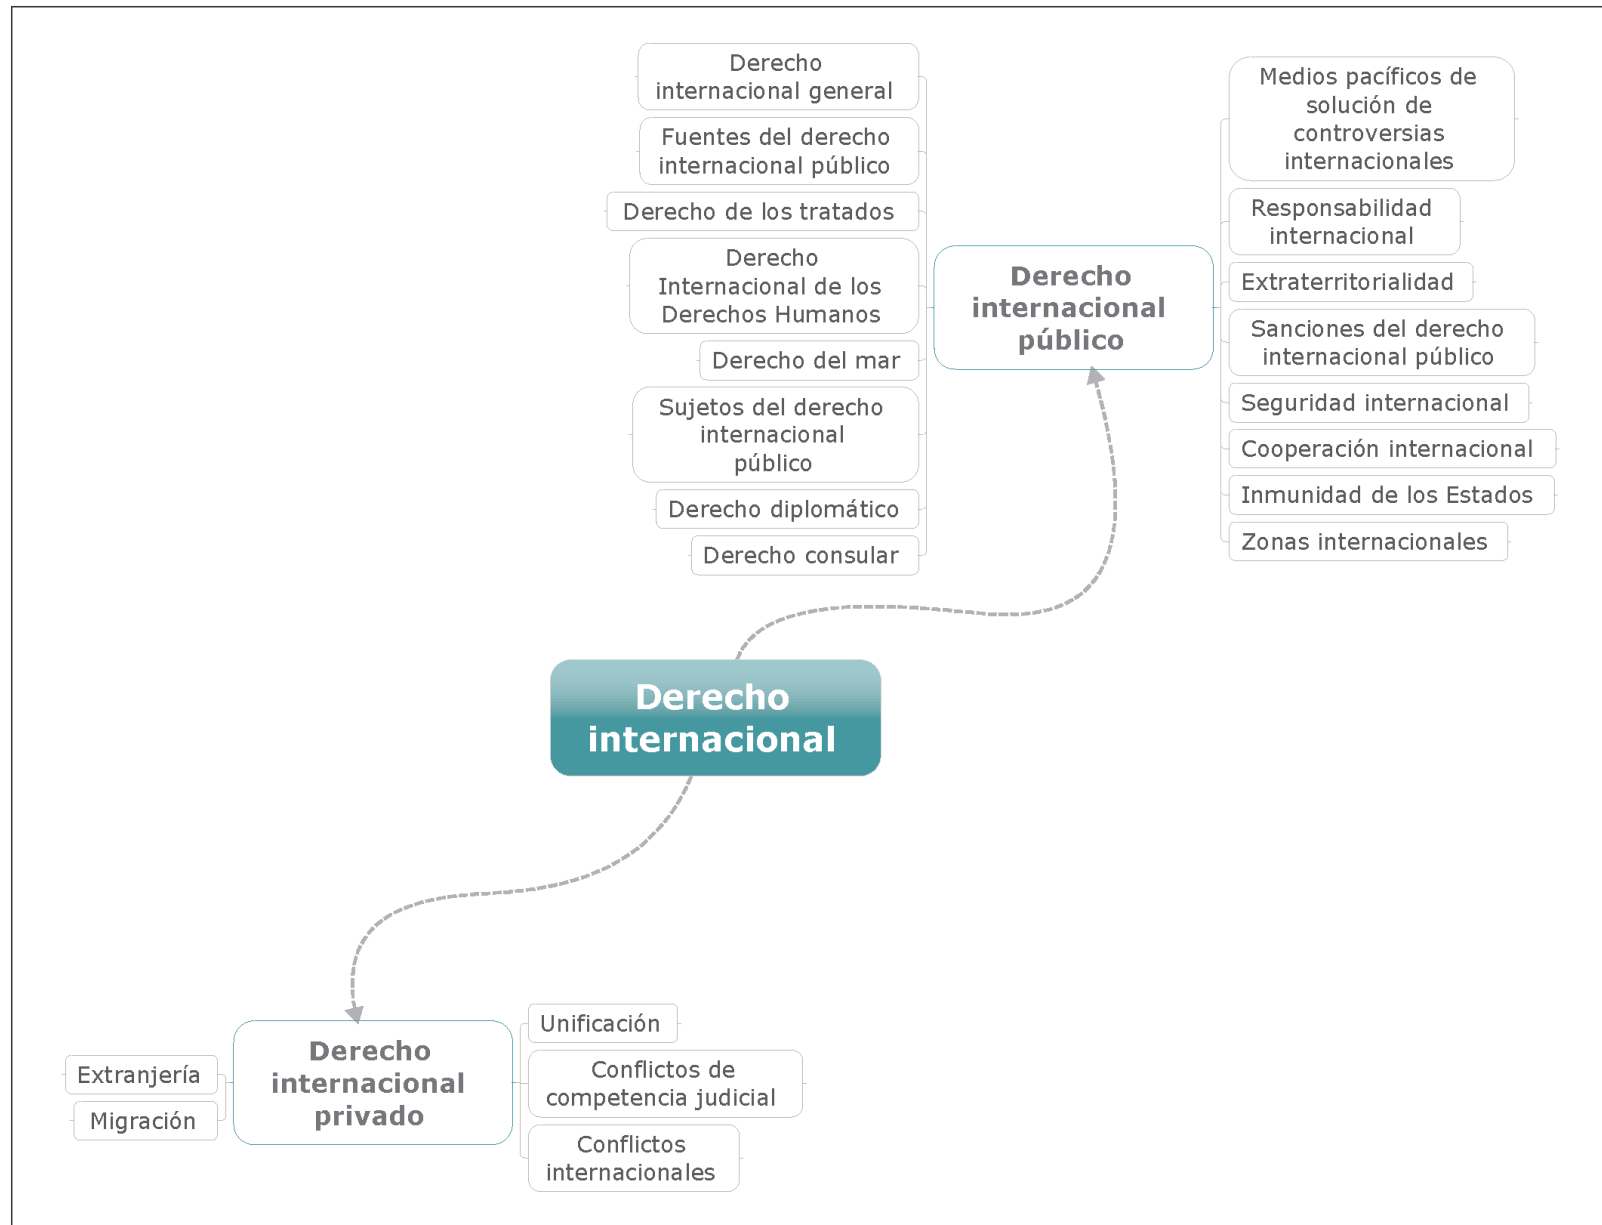 Derecho
internacional general
Fuentes del derecho
internacional público
Derecho de los tratados
Derecho
Internacional de los
Derechos Humanos
Derecho del mar
Sujetos del derecho
internacional
público
Derecho diplomático
Derecho consular
Derecho
internacional
público
Medios pacíficos de
solución de
controversias
internacionales
Responsabilidad
internacional
Extraterritorialidad
Sanciones del derecho
internacional público
Seguridad internacional
Cooperación internacional
Inmunidad de los Estados
Zonas internacionales
Derecho
internacional
Extranjería
Migración
Derecho
internacional
privado
Unificación
Conflictos de
competencia judicial
Conflictos
internacionales